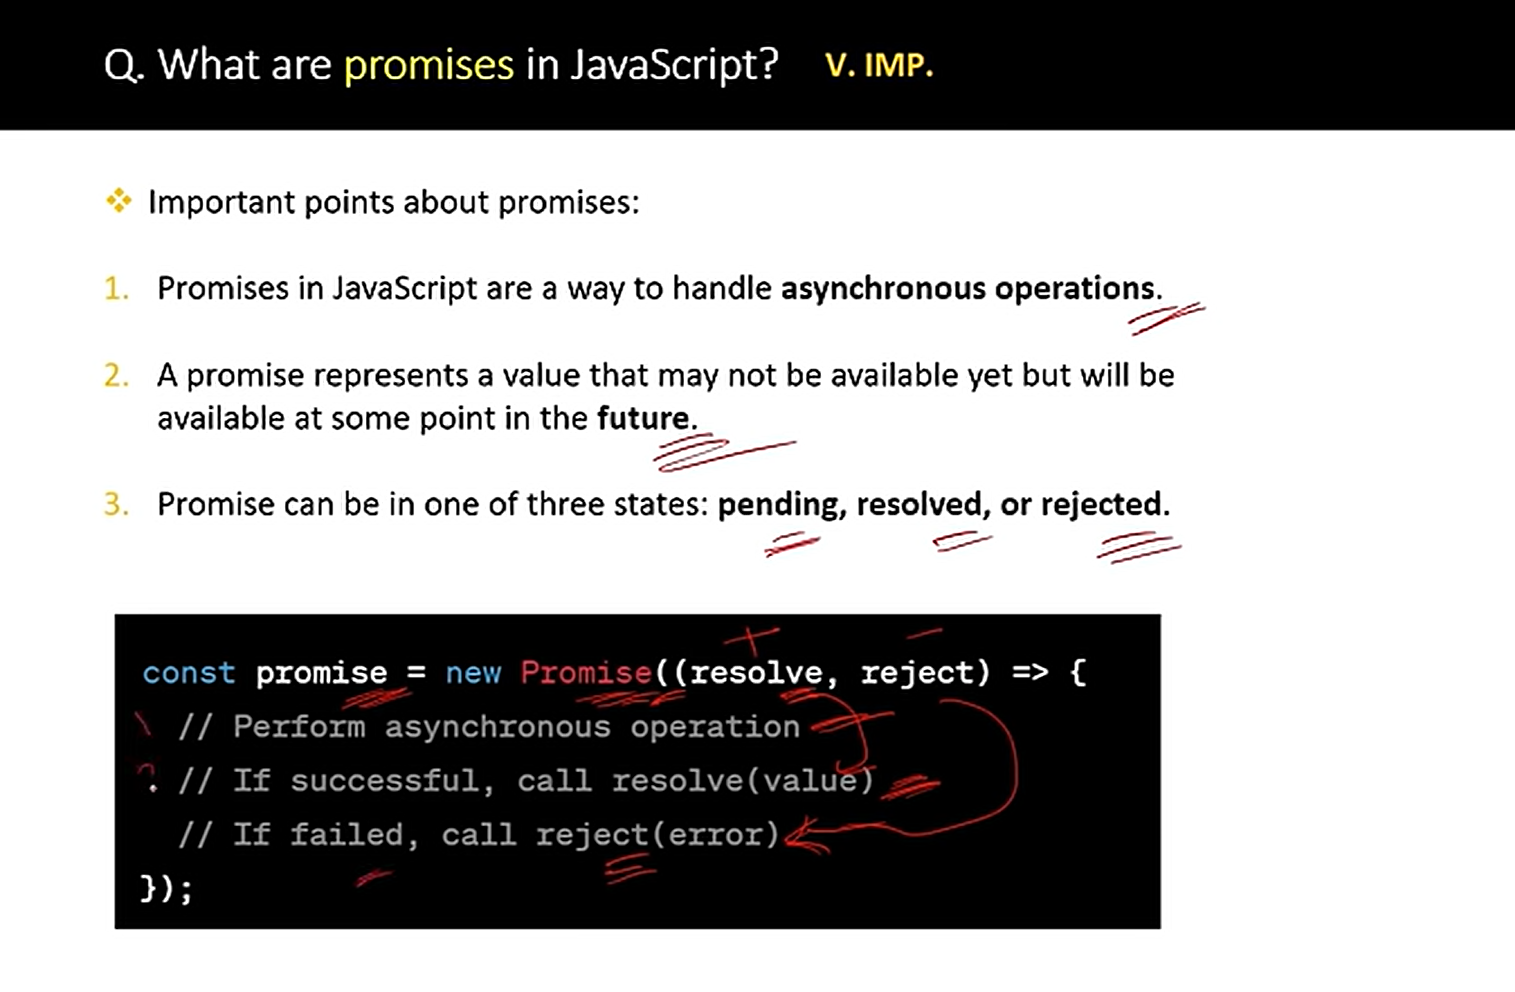 Q. What are promises in JavaScript? V. IMP.
Important points about promises:
1. Promises in JavaScript are a way to handle asynchronous operations.
2. A promise represents a value that may not be available yet but will be
available at some point in the future.
3. Promise can be in one of three states: pending, resolved, or rejected.
const promise = new Promise((resolve, reject) => {
// Perform asynchronous operation
// If successful, call resolve(value)
// If failed, call reject(error)
});